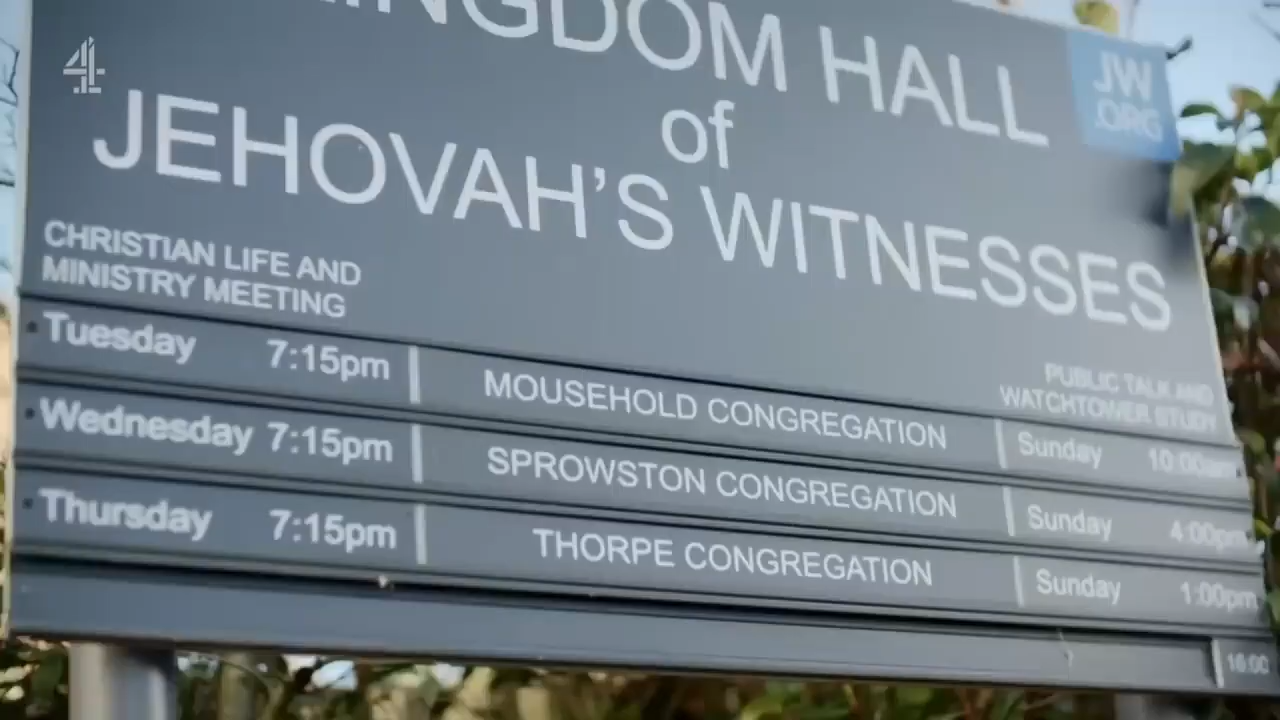 4
KINGDOM HALL
of
JEHOVAH'S WITNESSES
JW
.ORG
CHRISTIAN LIFE AND
MINISTRY MEETING
PUBLIC TALK AND
WATCHTOWER STUDY
Tuesday 7:15pm MOUSEHOLD CONGREGATION Sunday 10:00am
Wednesday 7:15pm SPROWSTON CONGREGATION Sunday 4:00pm
Thursday 7:15pm THORPE CONGREGATION Sunday 1:00pm